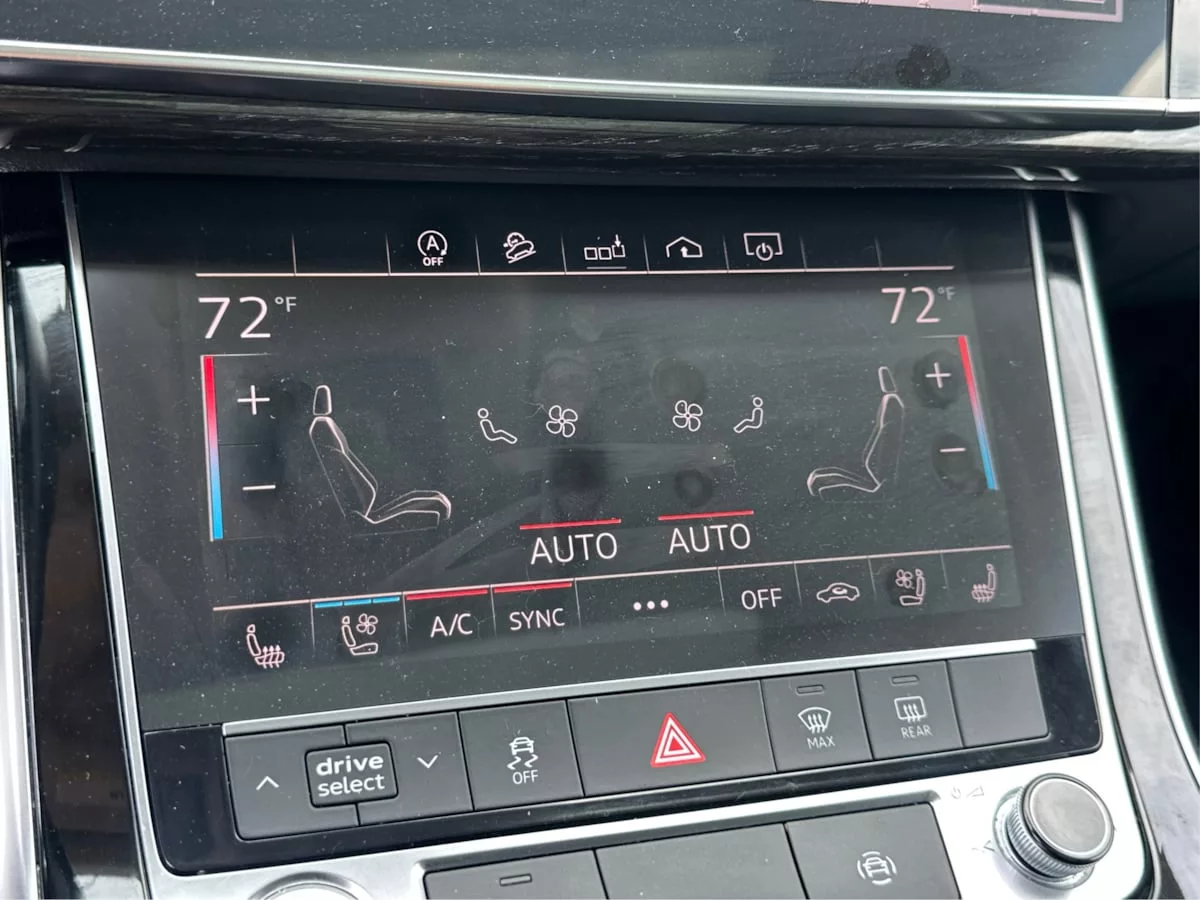 A
OFF
72 °F
72 °F
+
+
−
−
AUTO
AUTO
A/C
SYNC
•••
OFF
drive
select
OFF
MAX
REAR